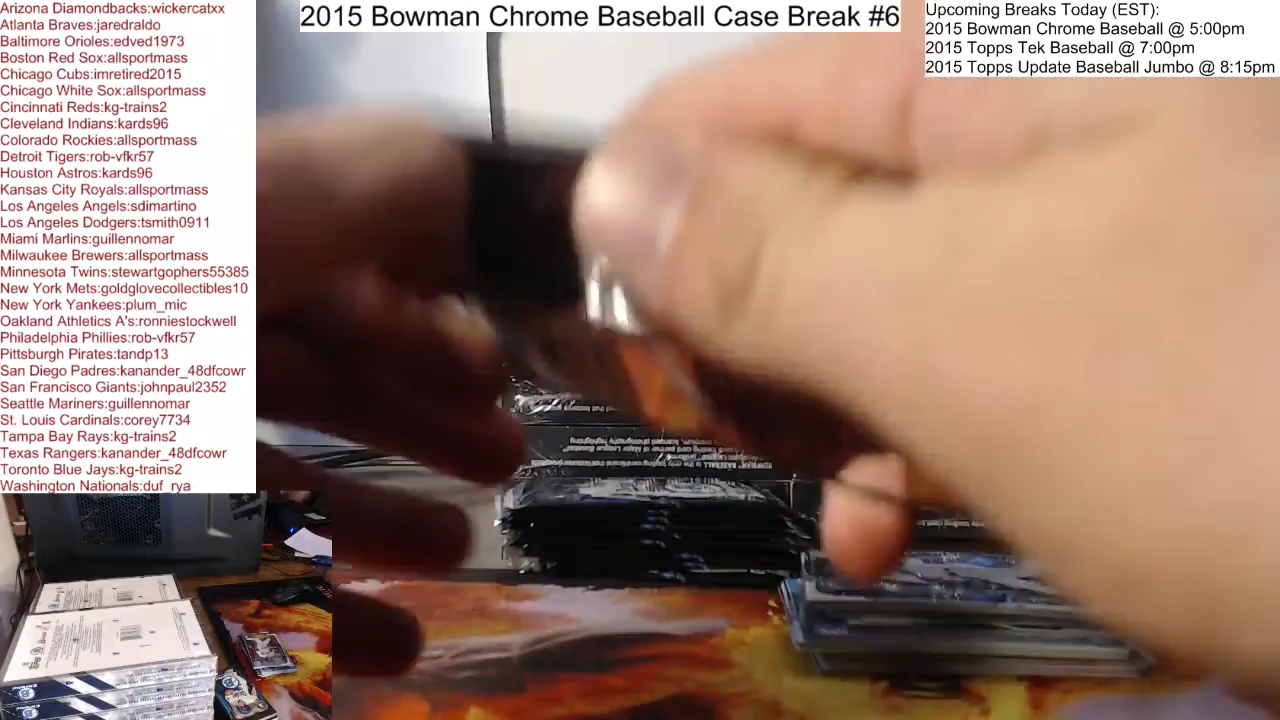 Arizona Diamondbacks:wickercatxx
Atlanta Braves:jaredraldo
Baltimore Orioles:edved1973
Boston Red Sox:allsportmass
Chicago Cubs:imretired2015
Chicago White Sox:allsportmass
Cincinnati Reds:kg-trains2
Cleveland Indians:kards96
Colorado Rockies:allsportmass
Detroit Tigers:rob-vfkr57
Houston Astros:kards96
Kansas City Royals:allsportmass
Los Angeles Angels:sdimartino
Los Angeles Dodgers:tsmith0911
Miami Marlins:guillennomar
Milwaukee Brewers:allsportmass
Minnesota Twins:stewartgophers55385
New York Mets:goldglovecollectibles10
New York Yankees:plum_mic
Oakland Athletics A's:ronniestockwell
Philadelphia Phillies:rob-vfkr57
Pittsburgh Pirates:tandp13
San Diego Padres:kanander_48dfcowr
San Francisco Giants:johnpaul2352
Seattle Mariners:guillennomar
St. Louis Cardinals:corey7734
Tampa Bay Rays:kg-trains2
Texas Rangers:kanander_48dfcowr
Toronto Blue Jays:kg-trains2
Washington Nationals:duf_rya
2015 Bowman Chrome Baseball Case Break #6
Upcoming Breaks Today (EST):
2015 Bowman Chrome Baseball @ 5:00pm
2015 Topps Tek Baseball @ 7:00pm
2015 Topps Update Baseball Jumbo @ 8:15pm